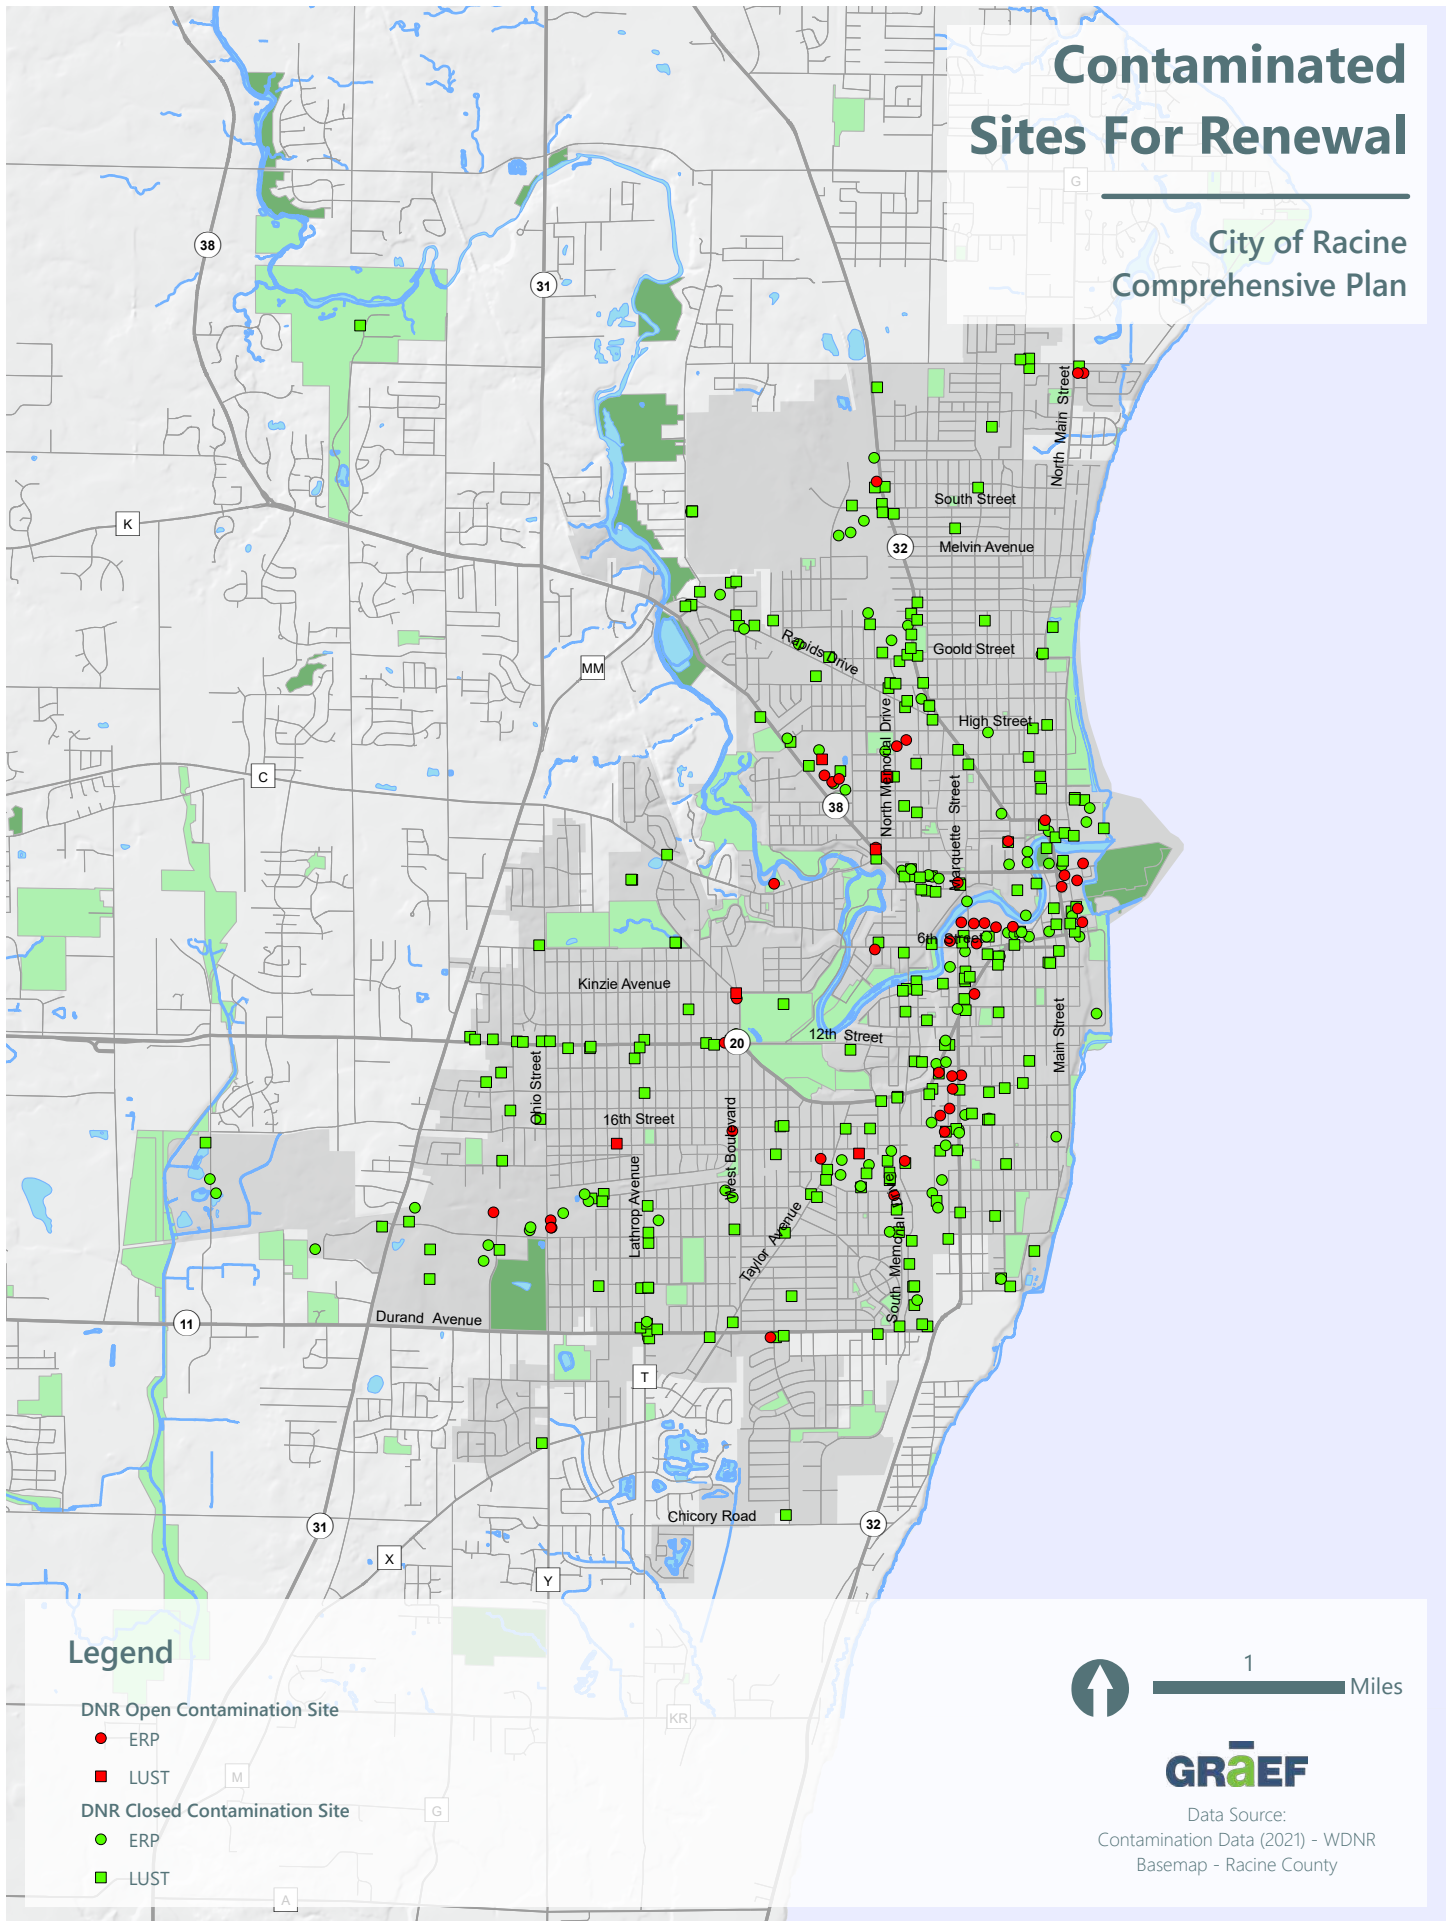 Contaminated
Sites For Renewal
City of Racine
Comprehensive Plan
G
38
31
North Main Street
K
South Street
32
Melvin Avenue
MM
Rapids Drive
Goold Street
High Street
North Memorial Drive
C
Marquette Street
38
6th Street
Kinzie Avenue
12th Street
20
Main Street
Ohio Street
16th Street
West Boulevard
Lathrop Avenue
Taylor Avenue
South Memorial Drive
11
Durand Avenue
T
Chicory Road
31
32
X
Y
Legend
DNR Open Contamination Site
ERP
LUST
DNR Closed Contamination Site
ERP
LUST
KR
M
G
A
1
Miles
GRāEF
Data Source:
Contamination Data (2021) - WDNR
Basemap - Racine County